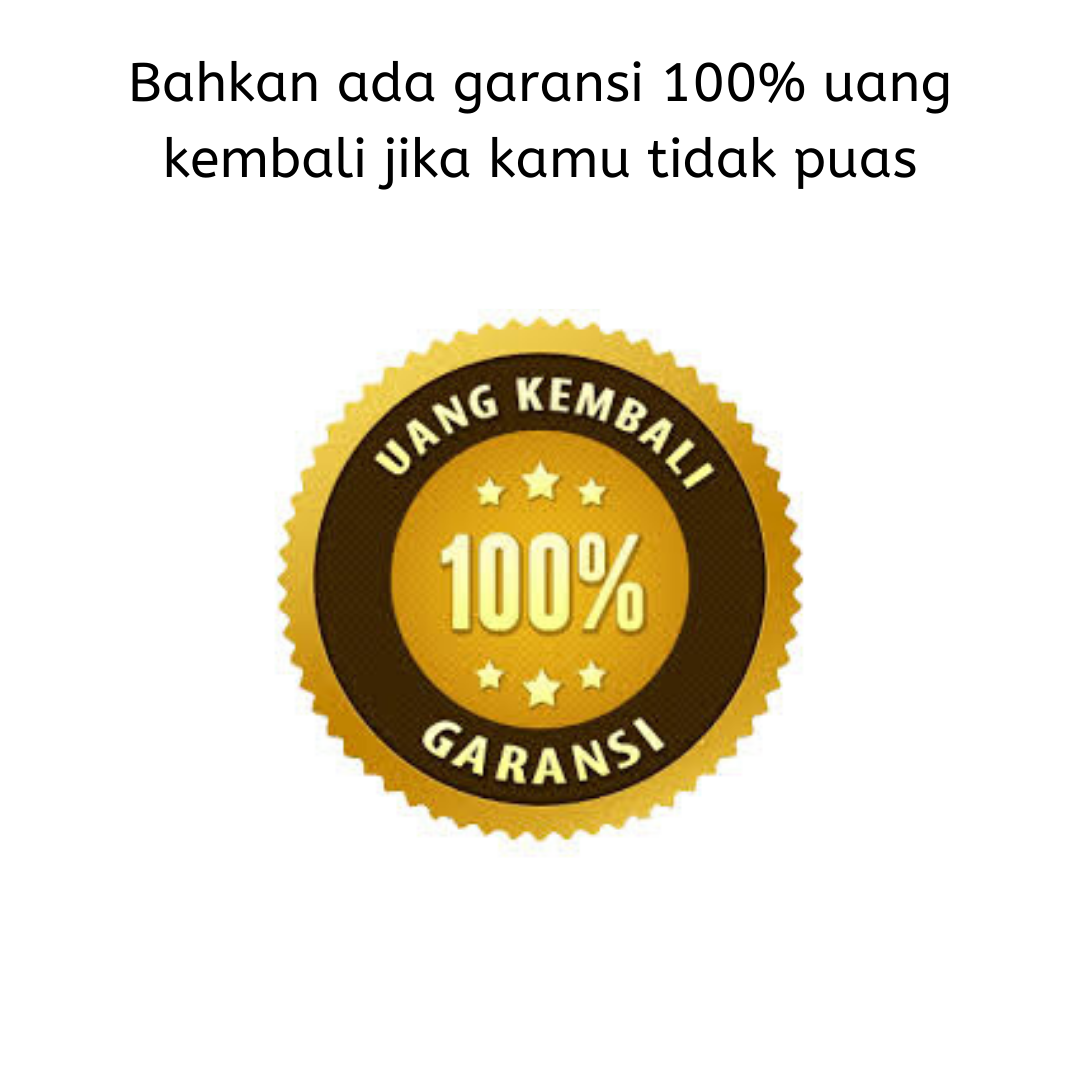 Bahkan ada garansi 100% uang
kembali jika kamu tidak puas
UANG KEMBALI
100%
GARANSI